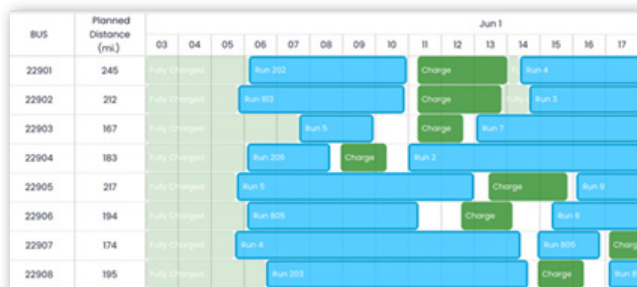 BUS Planned Distance (mi.) Jun 1
03 04 05 06 07 08 09 10 11 12 13 14 15 16 17
22901 245 Fully Charged Run 202 Charge Run 4
22902 212 Fully Charged Run 813 Charge Run 3
22903 167 Fully Charged Run 5 Charge Run 7
22904 183 Fully Charged Run 206 Charge Run 2
22905 217 Fully Charged Run 5 Charge Run 9
22906 194 Fully Charged Run 805 Charge Run 6
22907 174 Fully Charged Run 4 Run 605 Charg
22908 195 Fully Charged Run 203 Charge Run